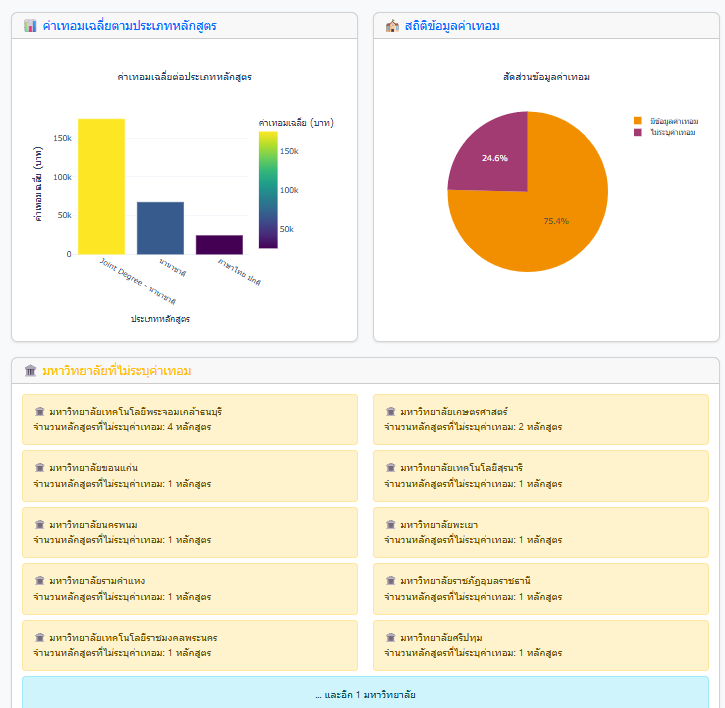 ค่าเทอมเฉลี่ยตามประเภทหลักสูตร
ค่าเทอมเฉลี่ยต่อประเภทหลักสูตร
ค่าเทอมเฉลี่ย (บาท)
150k
100k
50k
0
Joint Degree - นานาชาติ
นานาชาติ
ภาษาไทย ปกติ
ประเภทหลักสูตร
ค่าเทอมเฉลี่ย (บาท)
150k
100k
50k
สถิติข้อมูลค่าเทอม
สัดส่วนข้อมูลค่าเทอม
24.6%
75.4%
มีข้อมูลค่าเทอม
ไม่ระบุค่าเทอม
มหาวิทยาลัยที่ไม่ระบุค่าเทอม
มหาวิทยาลัยเทคโนโลยีพระจอมเกล้าธนบุรี
จำนวนหลักสูตรที่ไม่ระบุค่าเทอม: 4 หลักสูตร
มหาวิทยาลัยเกษตรศาสตร์
จำนวนหลักสูตรที่ไม่ระบุค่าเทอม: 2 หลักสูตร
มหาวิทยาลัยขอนแก่น
จำนวนหลักสูตรที่ไม่ระบุค่าเทอม: 1 หลักสูตร
มหาวิทยาลัยเทคโนโลยีสุรนารี
จำนวนหลักสูตรที่ไม่ระบุค่าเทอม: 1 หลักสูตร
มหาวิทยาลัยนครพนม
จำนวนหลักสูตรที่ไม่ระบุค่าเทอม: 1 หลักสูตร
มหาวิทยาลัยพะเยา
จำนวนหลักสูตรที่ไม่ระบุค่าเทอม: 1 หลักสูตร
มหาวิทยาลัยรามคำแหง
จำนวนหลักสูตรที่ไม่ระบุค่าเทอม: 1 หลักสูตร
มหาวิทยาลัยราชภัฏอุบลราชธานี
จำนวนหลักสูตรที่ไม่ระบุค่าเทอม: 1 หลักสูตร
มหาวิทยาลัยเทคโนโลยีราชมงคลพระนคร
จำนวนหลักสูตรที่ไม่ระบุค่าเทอม: 1 หลักสูตร
มหาวิทยาลัยศรีปทุม
จำนวนหลักสูตรที่ไม่ระบุค่าเทอม: 1 หลักสูตร
... และอีก 1 มหาวิทยาลัย